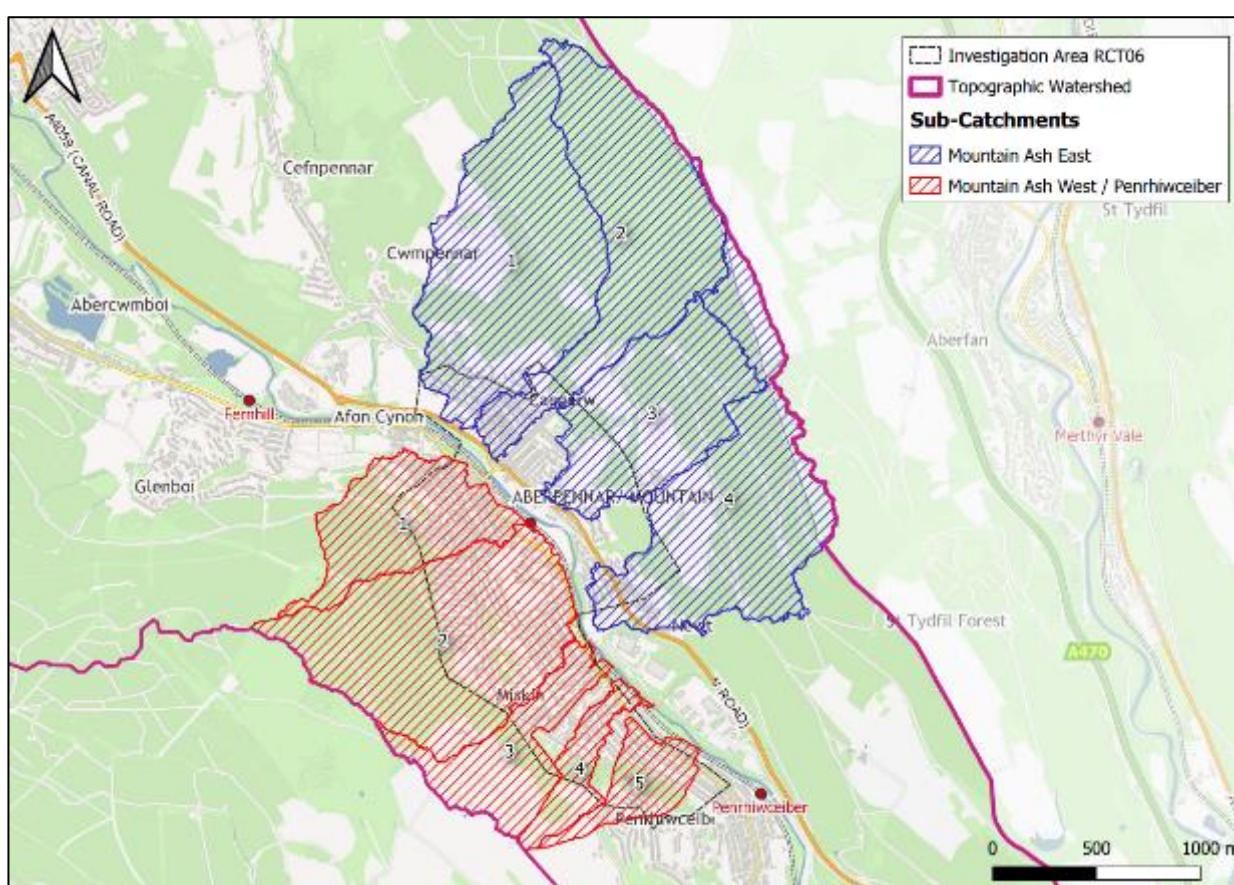 Investigation Area RCT06
Topographic Watershed
Sub-Catchments
Mountain Ash East
Mountain Ash West / Penrhiwceiber
St Tydfil
A4059 (CANAL ROAD)
Cefnpennar
2
Cwmpennar
1
Abercwmboi
Aberfan
3
Fernhill
Afon Cynon
Merthyr Vale
Glenboi
ABERPENNAR/ MOUNTAIN
4
1
St Tydfil Forest
2
A470
Miskin
ROAD)
3
4
5
Penrhiwceiber
Penrhiwceibr
0 500 1000 m